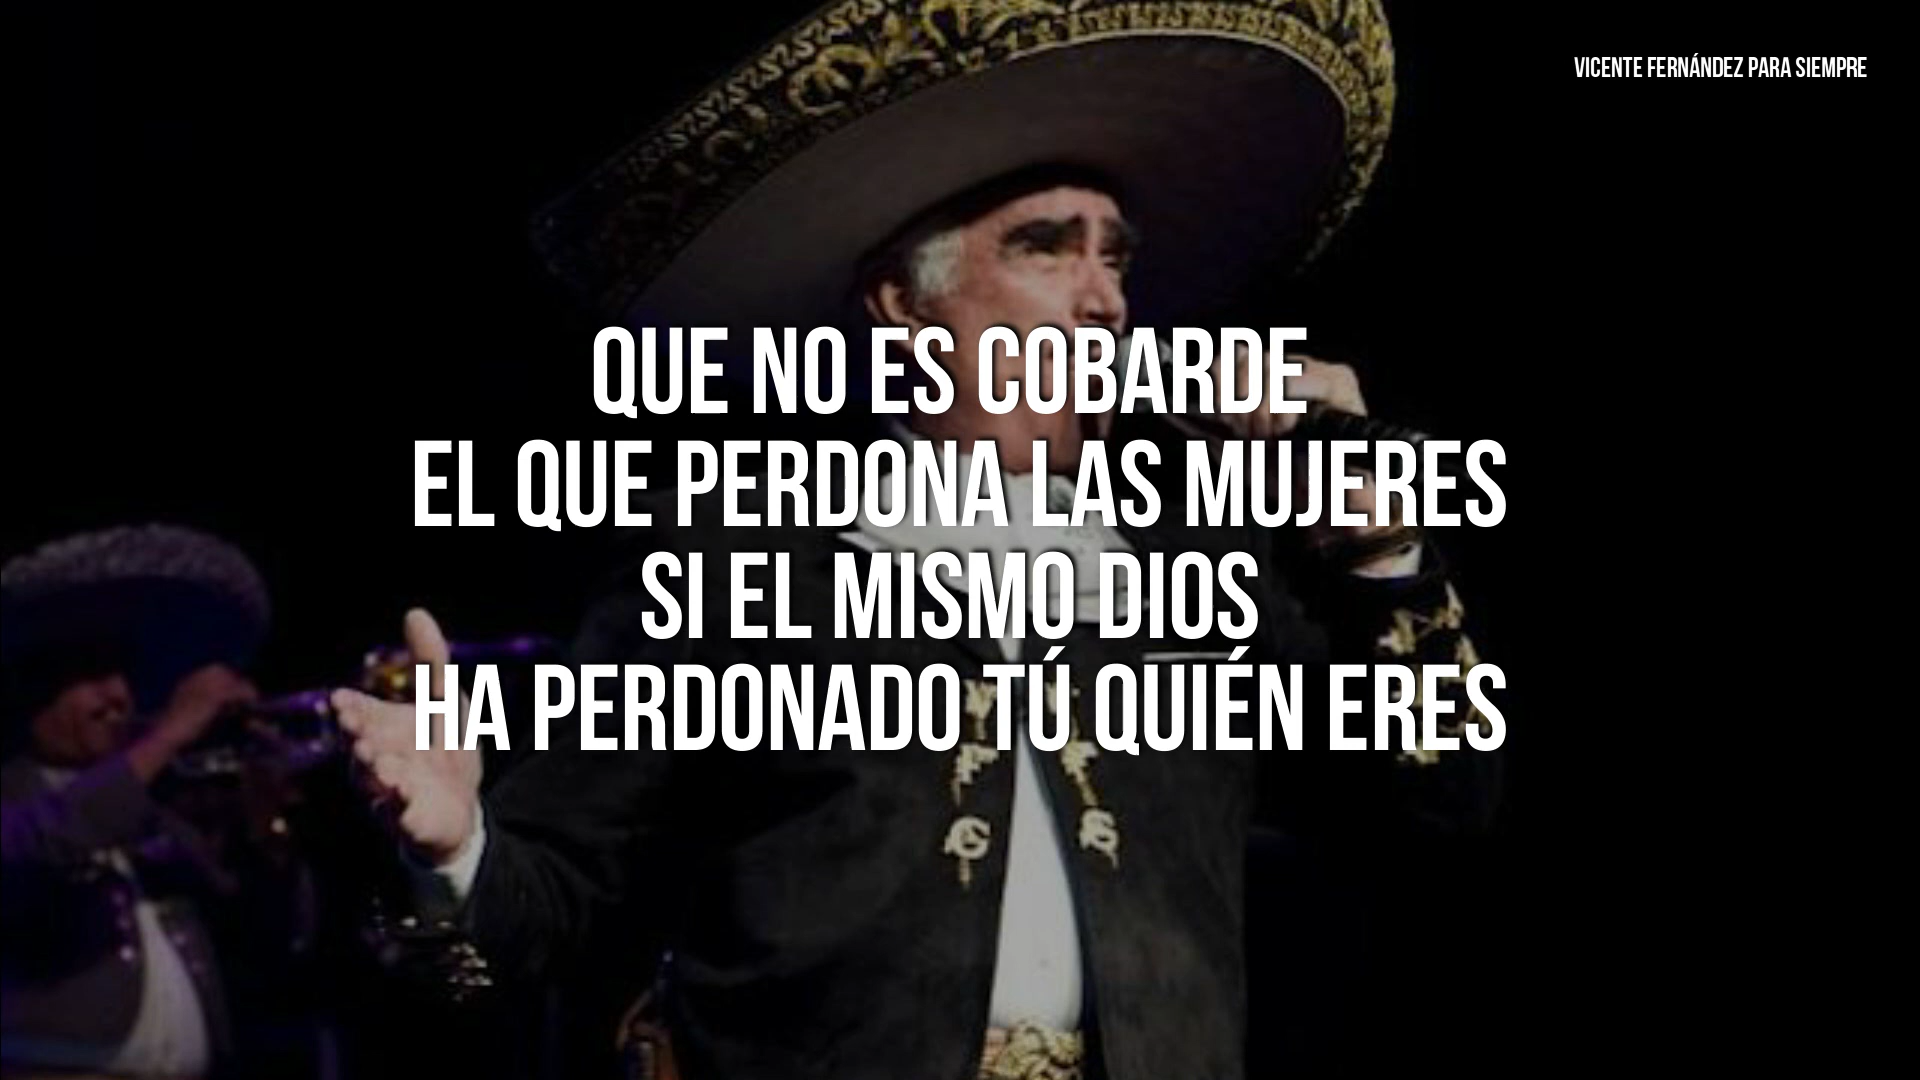 VICENTE FERNÁNDEZ PARA SIEMPRE
QUE NO ES COBARDE
EL QUE PERDONA LAS MUJERES
SI EL MISMO DIOS
HA PERDONADO TÚ QUIÉN ERES